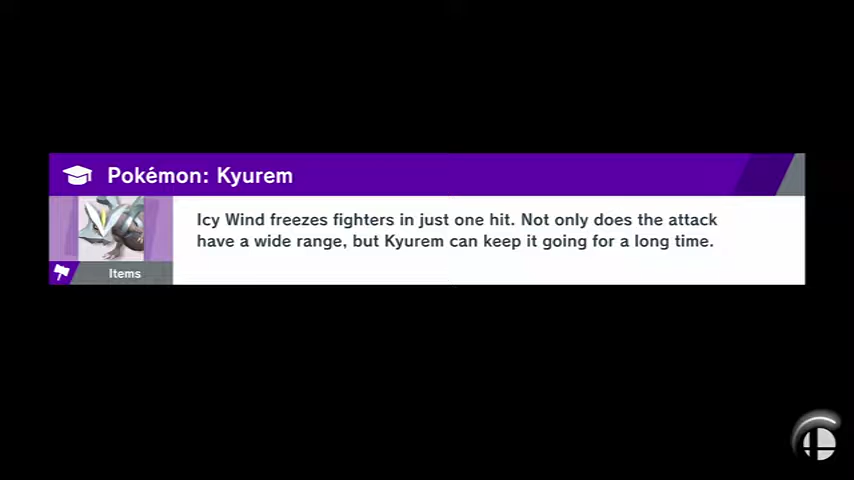 Pokémon: Kyurem
Icy Wind freezes fighters in just one hit. Not only does the attack
have a wide range, but Kyurem can keep it going for a long time.
Items